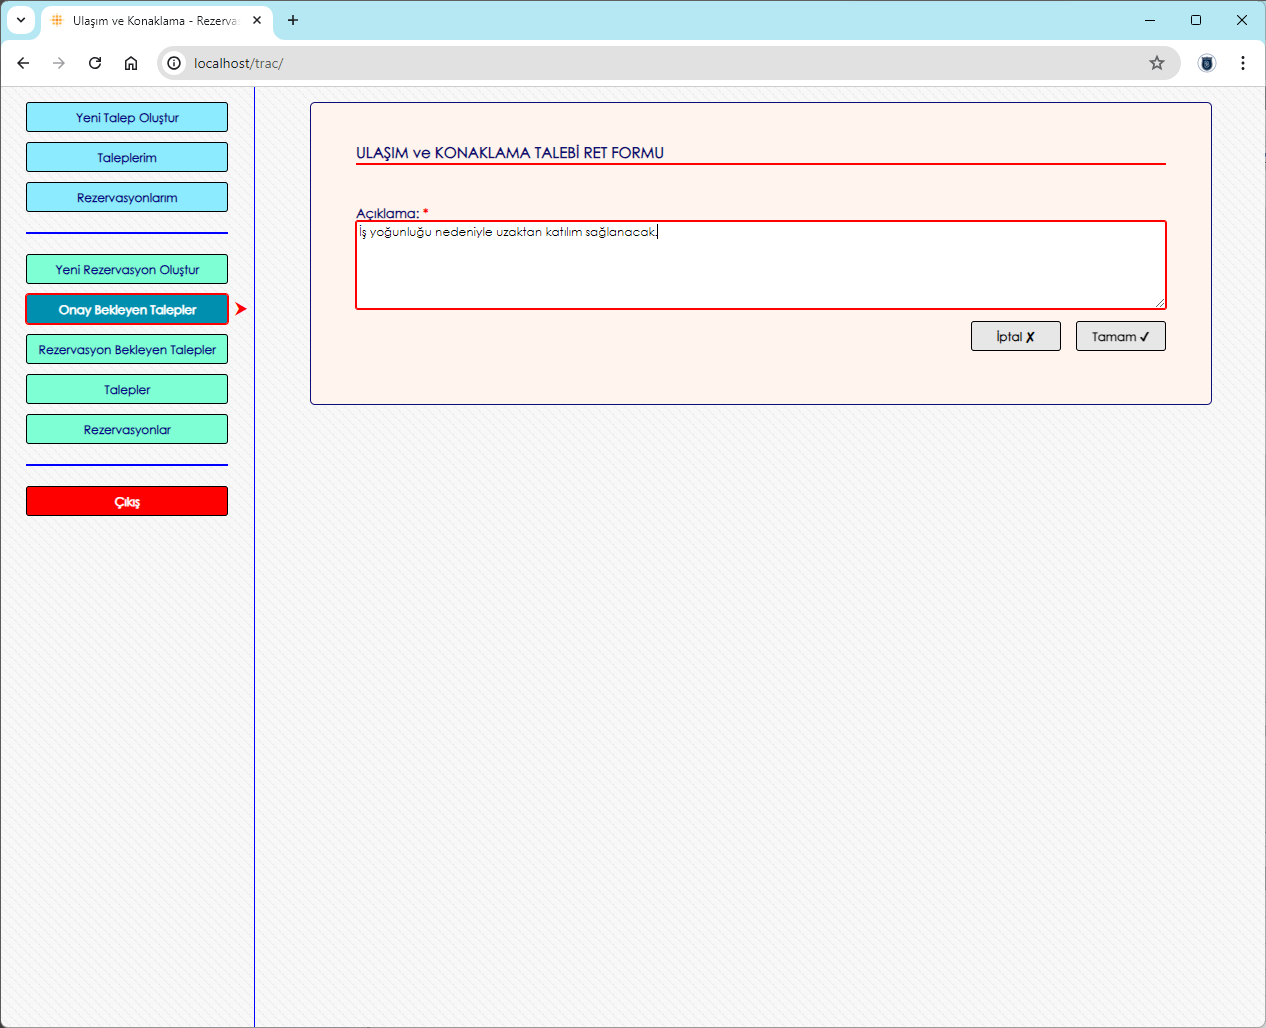 Ulaşım ve Konaklama - Rezerva
localhost/trac/
Yeni Talep Oluştur
Taleplerim
Rezervasyonlarım
Yeni Rezervasyon Oluştur
Onay Bekleyen Talepler
Rezervasyon Bekleyen Talepler
Talepler
Rezervasyonlar
Çıkış
ULAŞIM ve KONAKLAMA TALEBİ RET FORMU
Açıklama: *
İş yoğunluğu nedeniyle uzaktan katılım sağlanacak.
İptal ✗
Tamam ✓